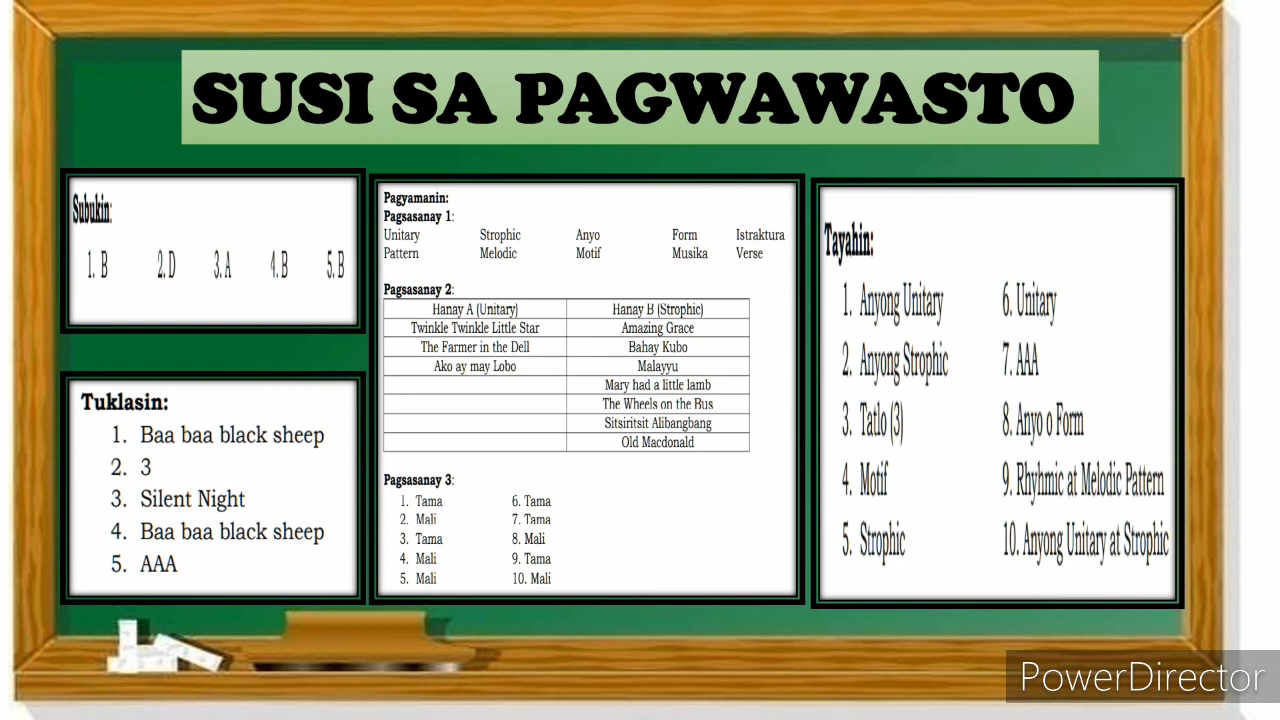 SUSI SA PAGWAWASTO
Subukin:
1. B 2. D 3. A 4. B 5. B
Tuklasin:
1. Baa baa black sheep
2. 3
3. Silent Night
4. Baa baa black sheep
5. AAA
Pagyamanin:
Pagsasanay 1:
Unitary Strophic Anyo Form Istraktura
Pattern Melodic Motif Musika Verse
Pagsasanay 2:
Hanay A (Unitary) Hanay B (Strophic)
Twinkle Twinkle Little Star Amazing Grace
The Farmer in the Dell Bahay Kubo
Ako ay may Lobo Malayyu
Mary had a little lamb
The Wheels on the Bus
Sitsiritsit Alibangbang
Old Macdonald
Pagsasanay 3:
1. Tama 6. Tama
2. Mali 7. Tama
3. Tama 8. Mali
4. Mali 9. Tama
5. Mali 10. Mali
Tayahin:
1. Anyong Unitary 6. Unitary
2. Anyong Strophic 7. AAA
3. Tatlo (3) 8. Anyo o Form
4. Motif 9. Rhyhmic at Melodic Pattern
5. Strophic 10. Anyong Unitary at Strophic
PowerDirector